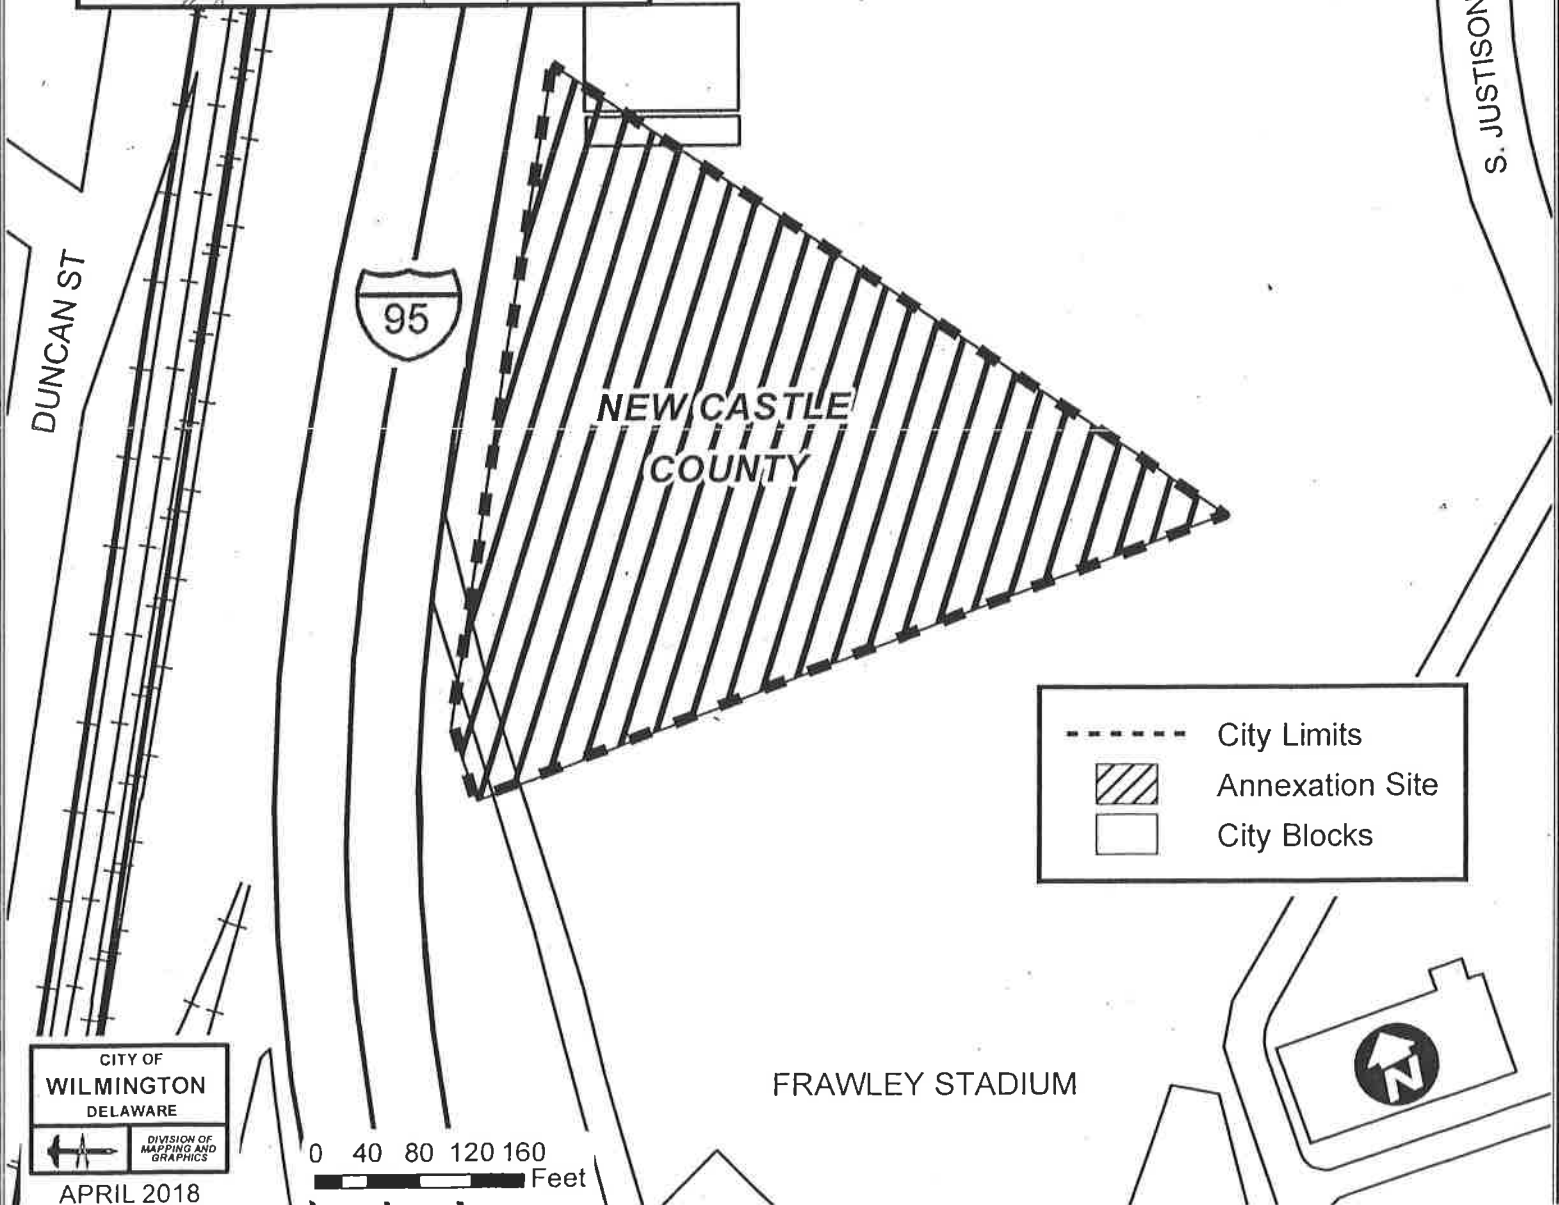 S. JUSTISON
DUNCAN ST
95
NEW CASTLE
COUNTY
City Limits
Annexation Site
City Blocks
FRAWLEY STADIUM
N
CITY OF
WILMINGTON
DELAWARE
DIVISION OF
MAPPING AND
GRAPHICS
APRIL 2018
0 40 80 120 160
Feet